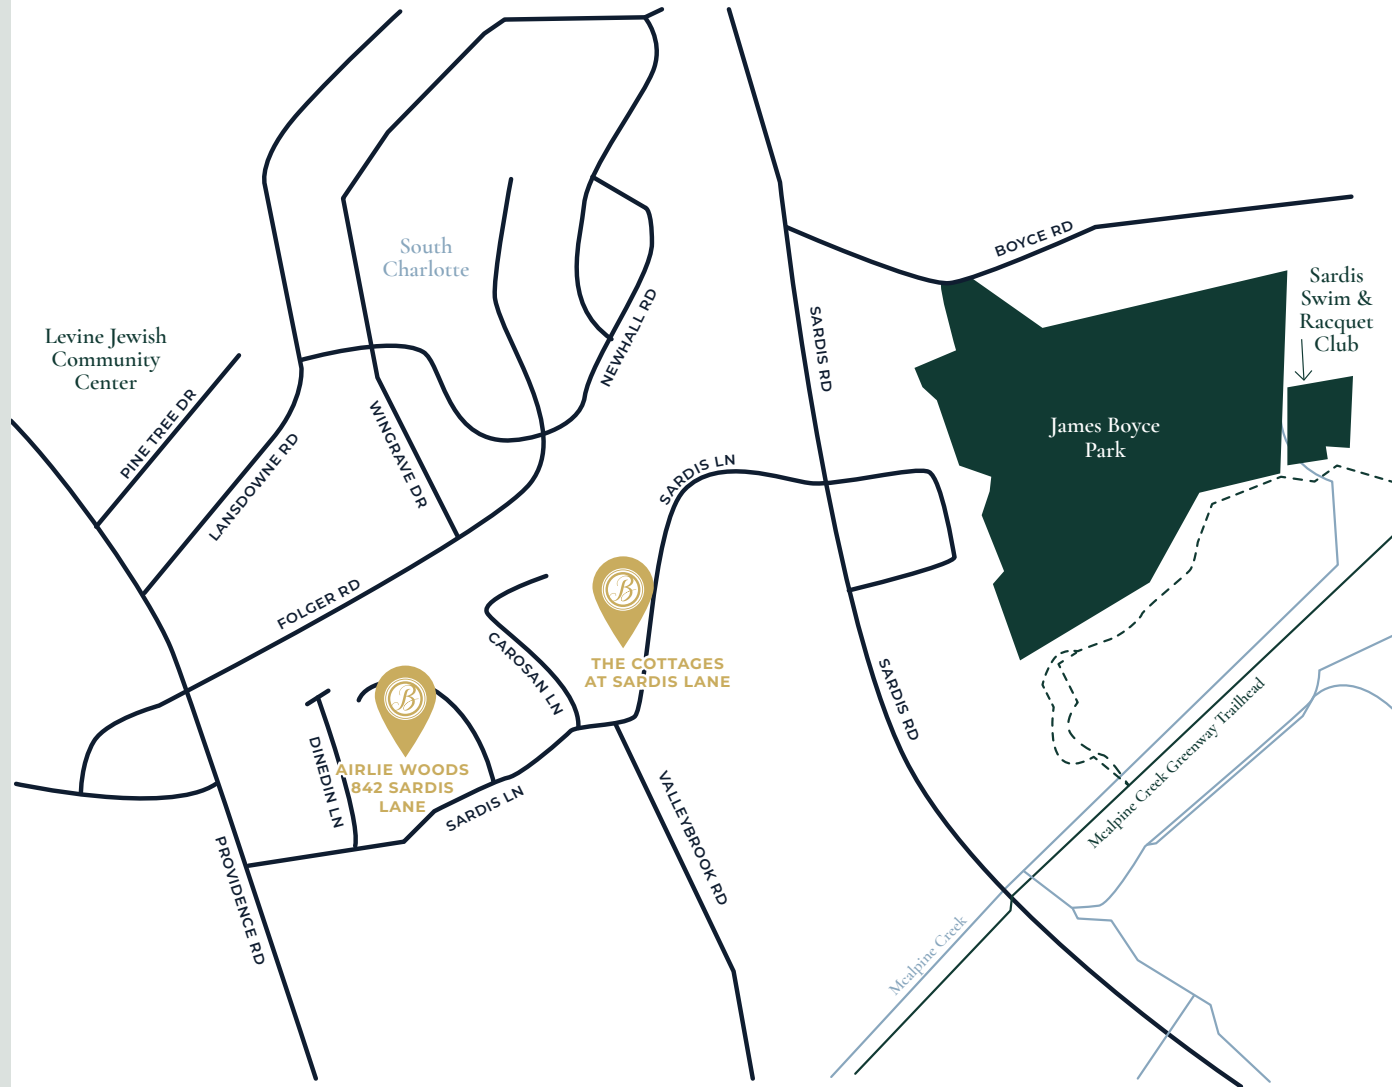 BOYCE RD
South
Charlotte
Sardis
Swim &
Racquet
Club
NEWHALL RD
SARDIS RD
Levine Jewish
Community
Center
PINE TREE DR
WINGRAVE DR
LANSDOWNE RD
James Boyce
Park
SARDIS LN
FOLGER RD
B
CAROSAN LN
THE COTTAGES
AT SARDIS LANE
B
SARDIS RD
DINEDIN LN
AIRLIE WOODS
842 SARDIS
LANE
SARDIS LN
VALLEYBROOK RD
Mcalpine Creek Greenway Trailhead
PROVIDENCE RD
Mcalpine Creek